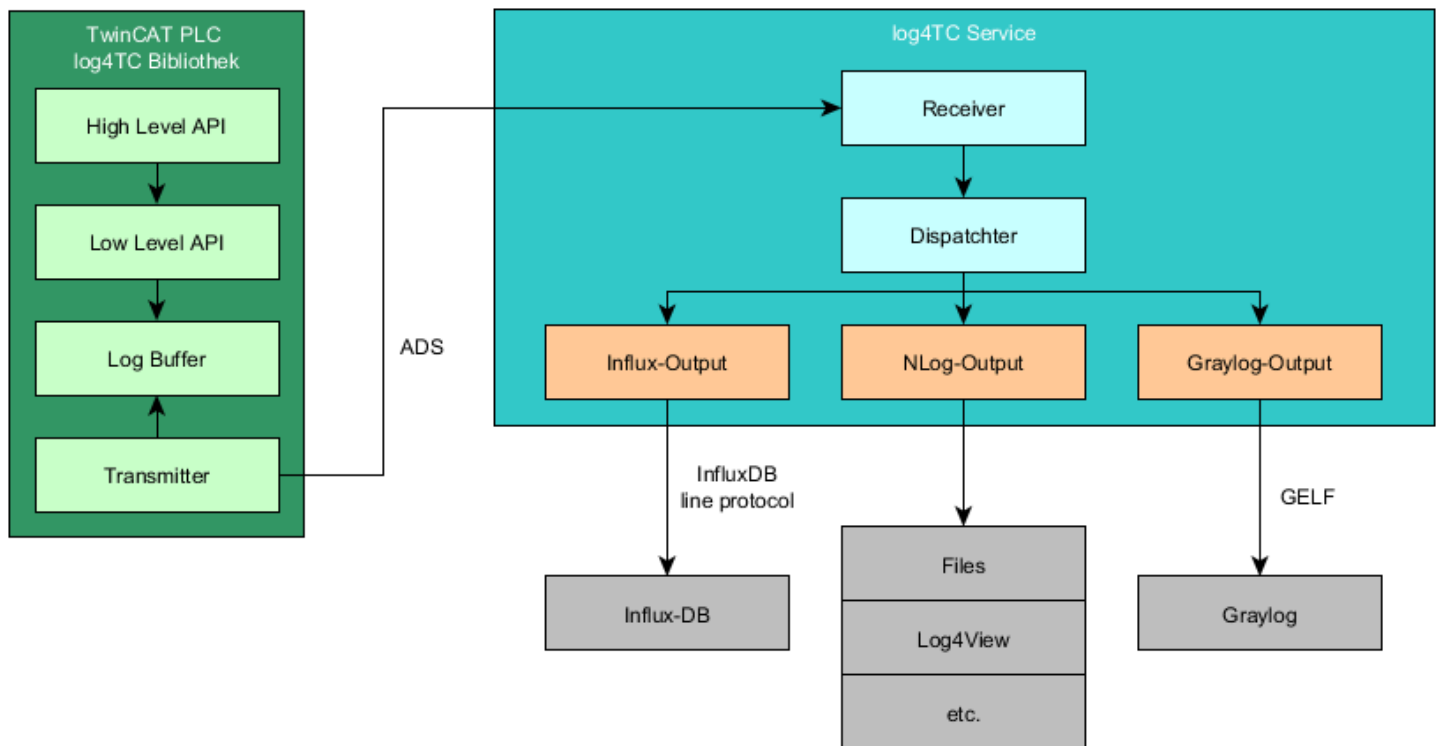 TwinCAT PLC
log4TC Bibliothek
High Level API
Low Level API
Log Buffer
Transmitter
ADS
log4TC Service
Receiver
Dispatchter
Influx-Output
NLog-Output
Graylog-Output
InfluxDB
line protocol
GELF
Influx-DB
Files
Log4View
etc.
Graylog